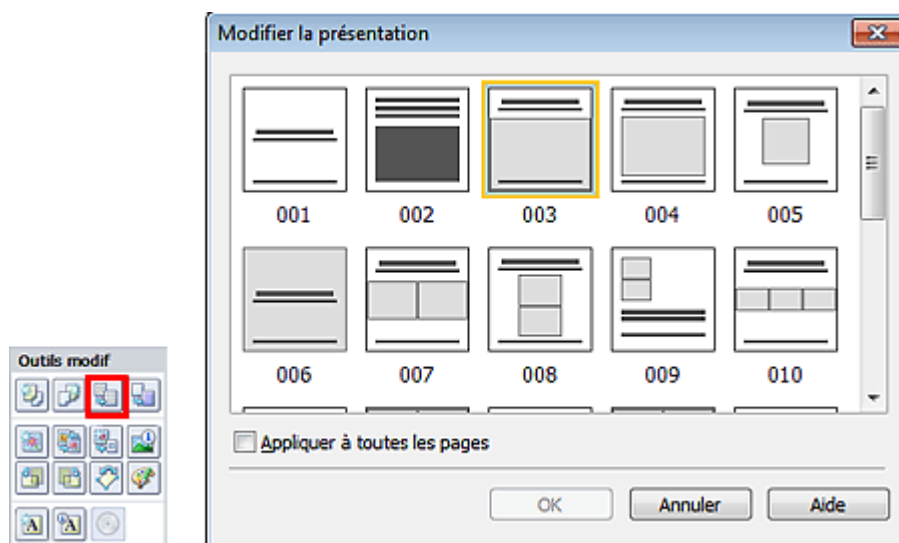 Modifier la présentation
001 002 003 004 005
006 007 008 009 010
Appliquer à toutes les pages
OK Annuler Aide
Outils modif